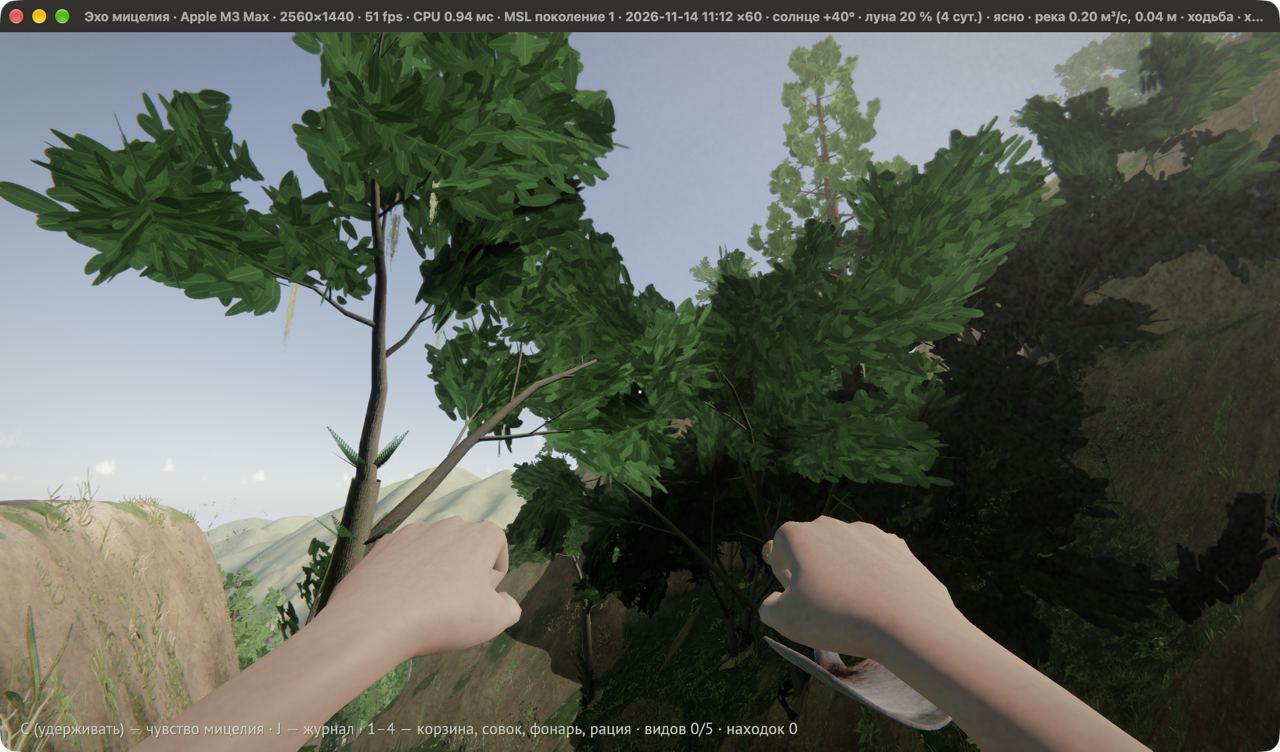 Эхо мицелия · Apple M3 Max · 2560×1440 · 51 fps · CPU 0.94 мс · MSL поколение 1 · 2026-11-14 11:12 ×60 · солнце +40° · луна 20 % (4 сут.) · ясно · река 0.20 м³/с, 0.04 м · ходьба · х...
C (удерживать) — чувство мицелия · J — журнал · 1–4 — корзина, совок, фонарь, рация · видов 0/5 · находок 0